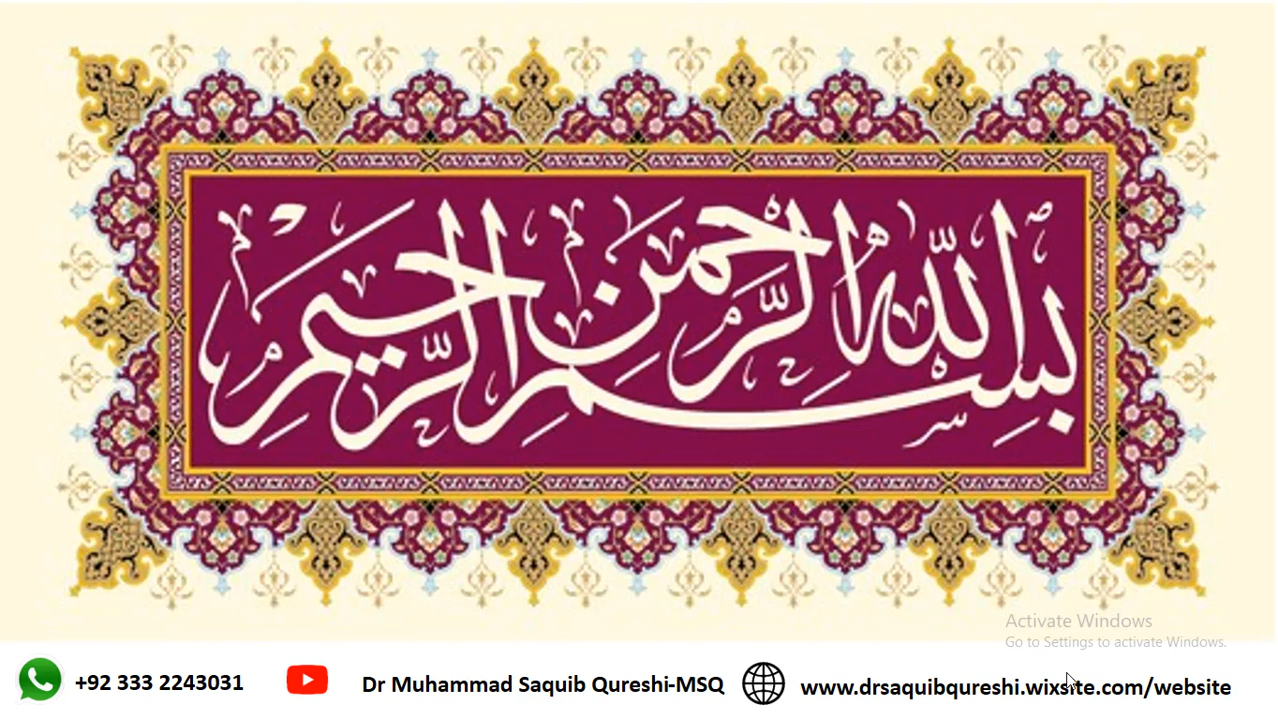 بسم الله الرحمن الرحيم
Activate Windows
Go to Settings to activate Windows.
+92 333 2243031
Dr Muhammad Saquib Qureshi-MSQ
www.drsaquibqureshi.wixsite.com/website